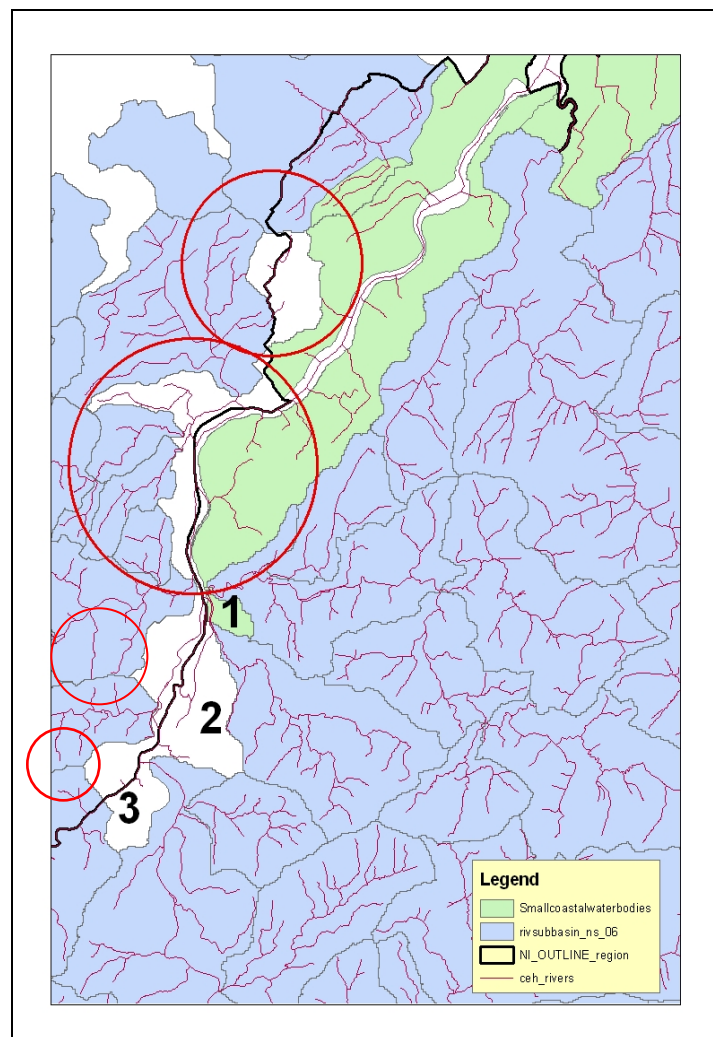 1
2
3
Legend
Smallcoastalwaterbodies
rivsubbasin_ns_06
NI_OUTLINE_region
ceh_rivers